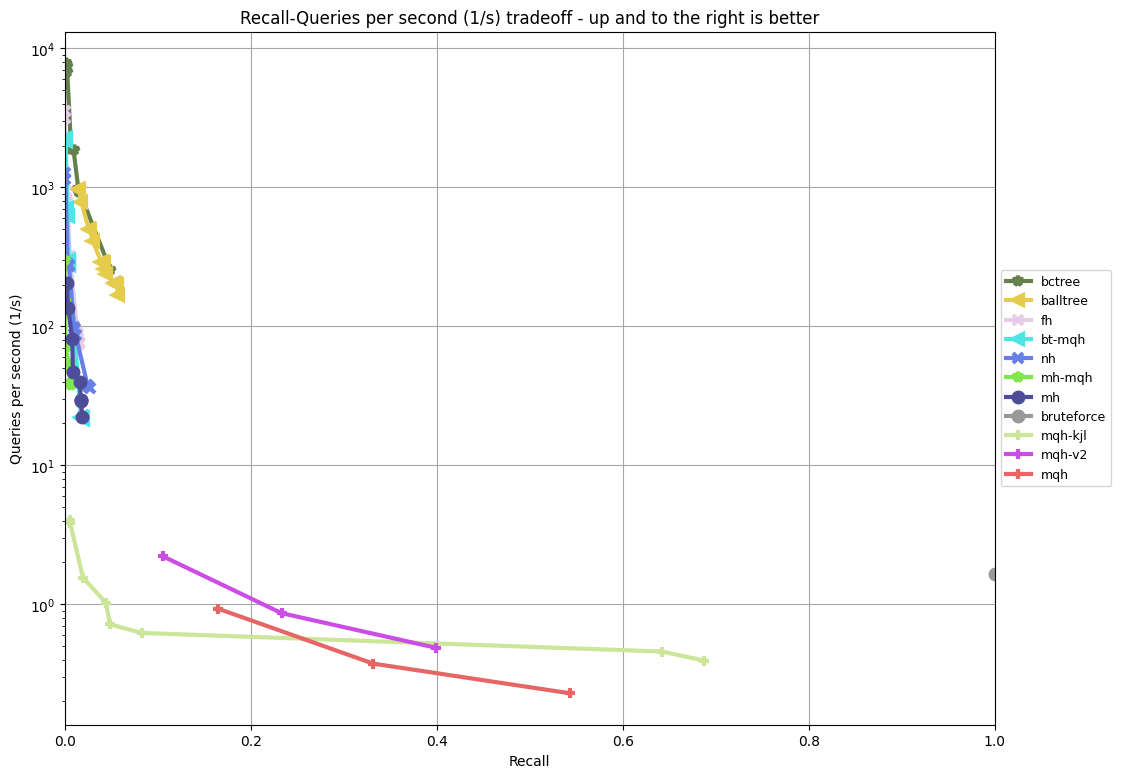 Recall-Queries per second (1/s) tradeoff - up and to the right is better
Queries per second (1/s)
10⁴
10³
10²
10¹
10⁰
0.0 0.2 0.4 0.6 0.8 1.0
Recall
bctree
balltree
fh
bt-mqh
nh
mh-mqh
mh
bruteforce
mqh-kjl
mqh-v2
mqh